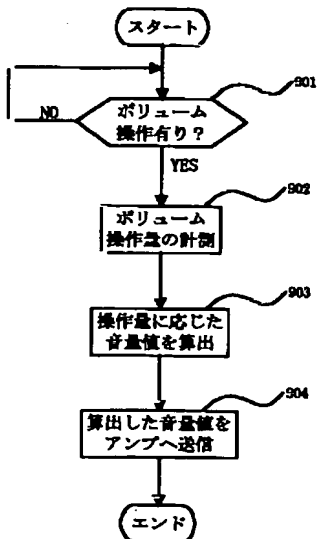 スタート
901
ボリューム
操作有り？
NO
YES
902
ボリューム
操作量の計測
903
操作量に応じた
音量値を算出
904
算出した音量値を
アンプへ送信
エンド